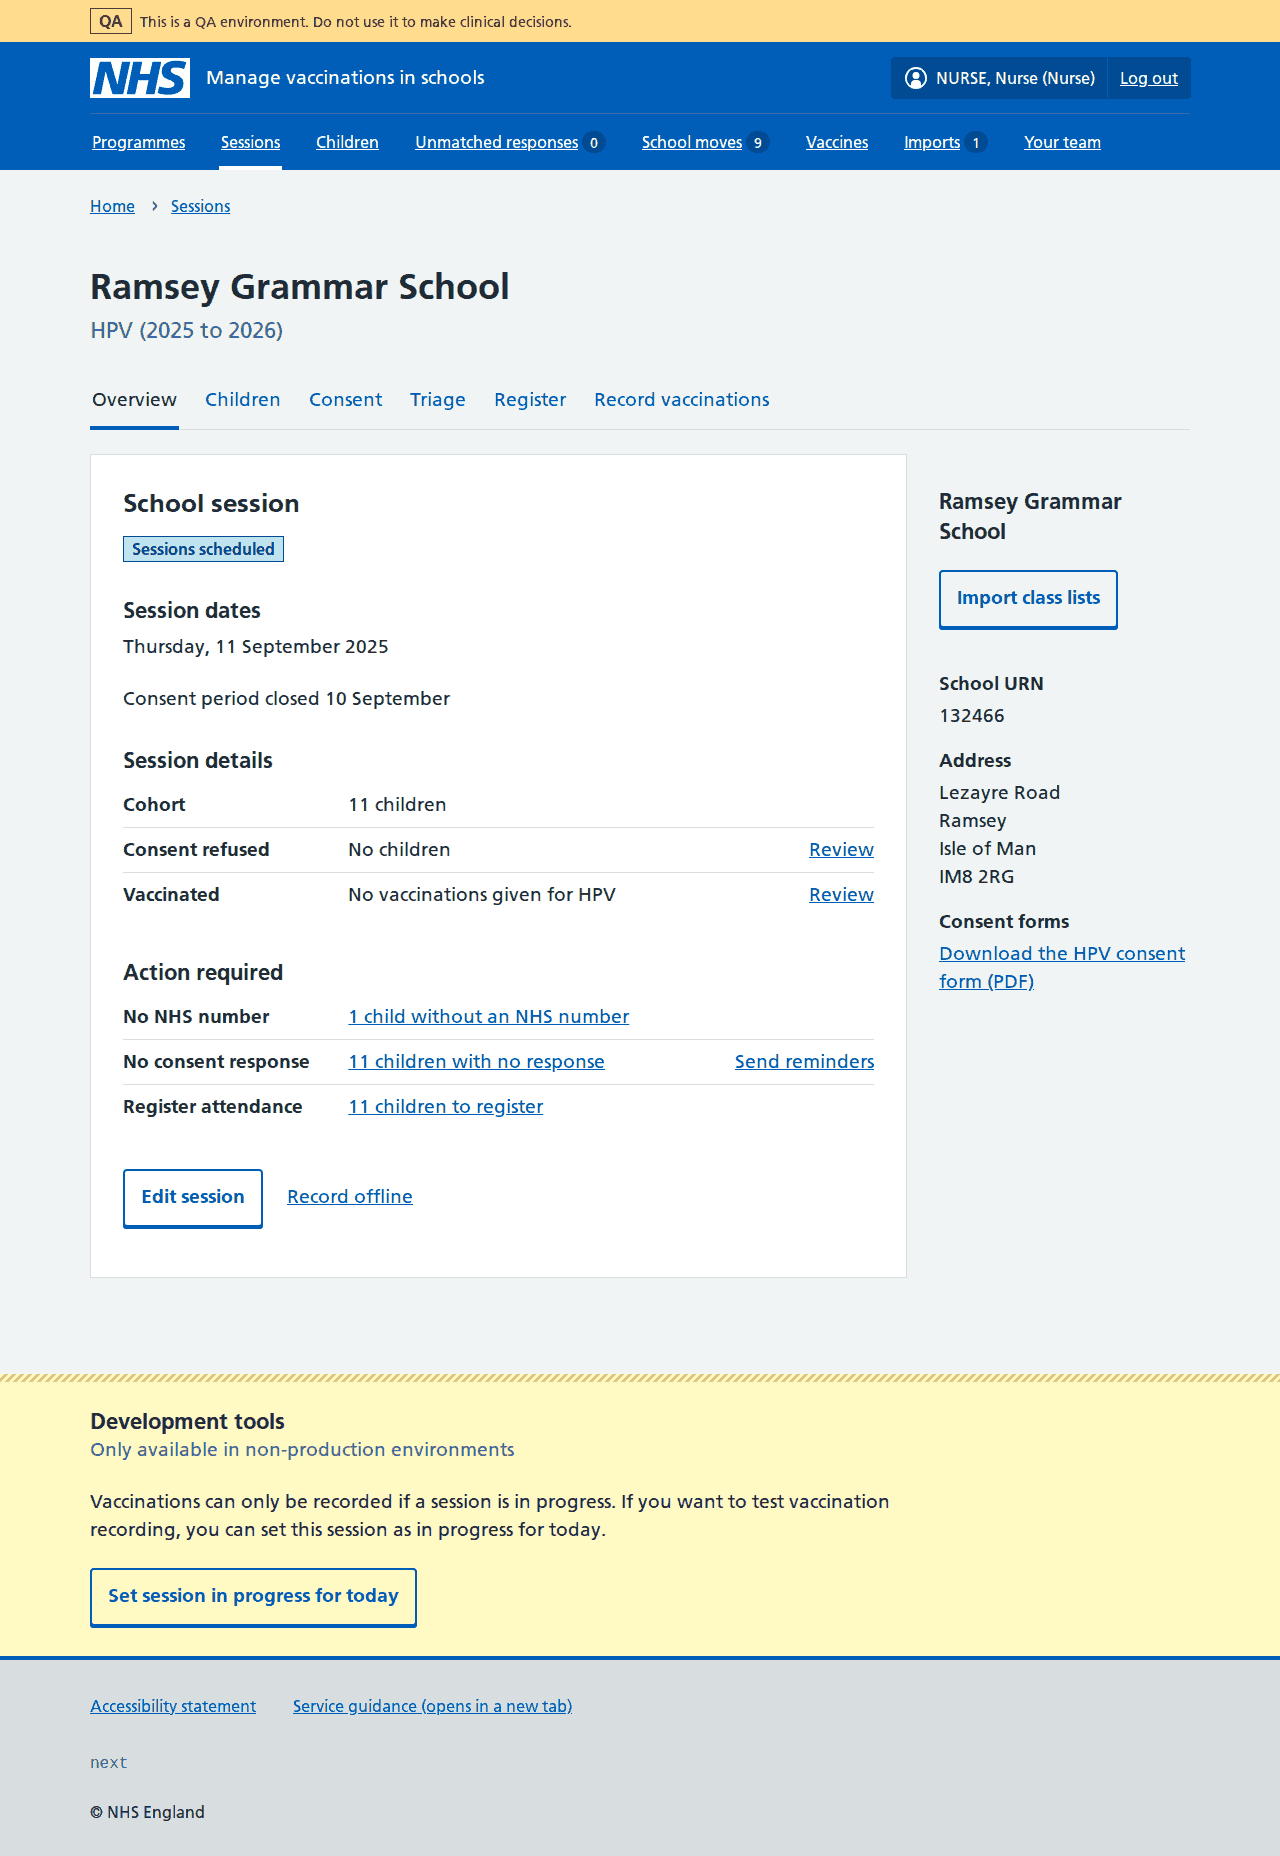 QA This is a QA environment. Do not use it to make clinical decisions.
NHS Manage vaccinations in schools NURSE, Nurse (Nurse) Log out
Programmes Sessions Children Unmatched responses 0 School moves 9 Vaccines Imports 1 Your team
Home › Sessions
Ramsey Grammar School
HPV (2025 to 2026)
Overview Children Consent Triage Register Record vaccinations
School session
Sessions scheduled
Session dates
Thursday, 11 September 2025
Consent period closed 10 September
Session details
Cohort 11 children
Consent refused No children Review
Vaccinated No vaccinations given for HPV Review
Action required
No NHS number 1 child without an NHS number
No consent response 11 children with no response Send reminders
Register attendance 11 children to register
Edit session Record offline
Ramsey Grammar
School
Import class lists
School URN
132466
Address
Lezayre Road
Ramsey
Isle of Man
IM8 2RG
Consent forms
Download the HPV consent
form (PDF)
Development tools
Only available in non-production environments
Vaccinations can only be recorded if a session is in progress. If you want to test vaccination
recording, you can set this session as in progress for today.
Set session in progress for today
Accessibility statement Service guidance (opens in a new tab)
next
© NHS England